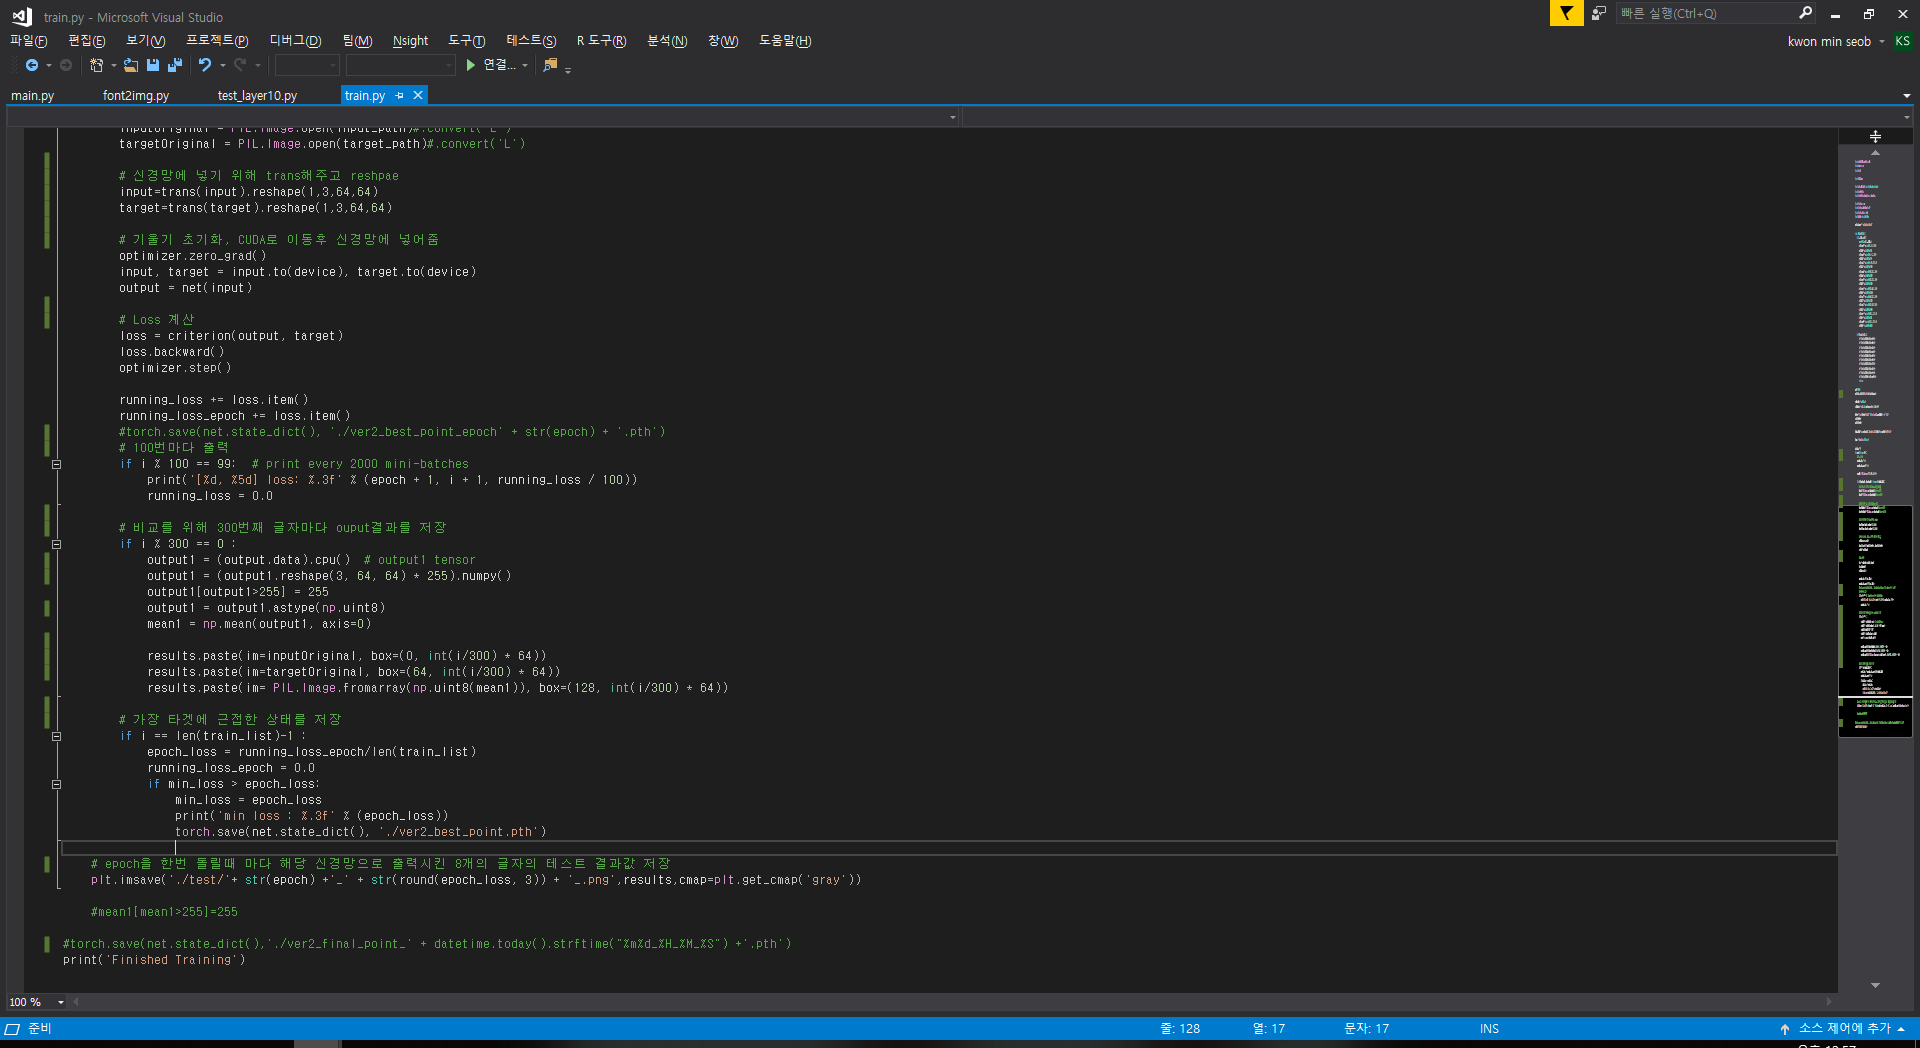 train.py - Microsoft Visual Studio
빠른 실행(Ctrl+Q)
파일(F) 편집(E) 보기(V) 프로젝트(P) 디버그(D) 팀(M) Nsight 도구(T) 테스트(S) R 도구(R) 분석(N) 창(W) 도움말(H)
kwon min seob KS
연결...
main.py font2img.py test_layer10.py train.py
inputOriginal = PIL.Image.open(input_path)#.convert('L')
targetOriginal = PIL.Image.open(target_path)#.convert('L')
# 신경망에 넣기 위해 trans해주고 reshpae
input=trans(input).reshape(1,3,64,64)
target=trans(target).reshape(1,3,64,64)
# 기울기 초기화, CUDA로 이동후 신경망에 넣어줌
optimizer.zero_grad()
input, target = input.to(device), target.to(device)
output = net(input)
# Loss 계산
loss = criterion(output, target)
loss.backward()
optimizer.step()
running_loss += loss.item()
running_loss_epoch += loss.item()
#torch.save(net.state_dict(), './ver2_best_point_epoch' + str(epoch) + '.pth')
# 100번마다 출력
if i % 100 == 99:  # print every 2000 mini-batches
print('[%d, %5d] loss: %.3f' % (epoch + 1, i + 1, running_loss / 100))
running_loss = 0.0
# 비교를 위해 300번째 글자마다 ouput결과를 저장
if i % 300 == 0 :
output1 = (output.data).cpu()  # output1 tensor
output1 = (output1.reshape(3, 64, 64) * 255).numpy()
output1[output1>255] = 255
output1 = output1.astype(np.uint8)
mean1 = np.mean(output1, axis=0)
results.paste(im=inputOriginal, box=(0, int(i/300) * 64))
results.paste(im=targetOriginal, box=(64, int(i/300) * 64))
results.paste(im= PIL.Image.fromarray(np.uint8(mean1)), box=(128, int(i/300) * 64))
# 가장 타겟에 근접한 상태를 저장
if i == len(train_list)-1 :
epoch_loss = running_loss_epoch/len(train_list)
running_loss_epoch = 0.0
if min_loss > epoch_loss:
min_loss = epoch_loss
print('min loss : %.3f' % (epoch_loss))
torch.save(net.state_dict(), './ver2_best_point.pth')
# epoch을 한번 돌릴때 마다 해당 신경망으로 출력시킨 8개의 글자의 테스트 결과값 저장
plt.imsave('./test/'+ str(epoch) +'_' + str(round(epoch_loss, 3)) + '_.png',results,cmap=plt.get_cmap('gray'))
#mean1[mean1>255]=255
#torch.save(net.state_dict(),'./ver2_final_point_' + datetime.today().strftime("%m%d_%H_%M_%S") +'.pth')
print('Finished Training')
100 %
준비 줄: 128 열: 17 문자: 17 INS 소스 제어에 추가